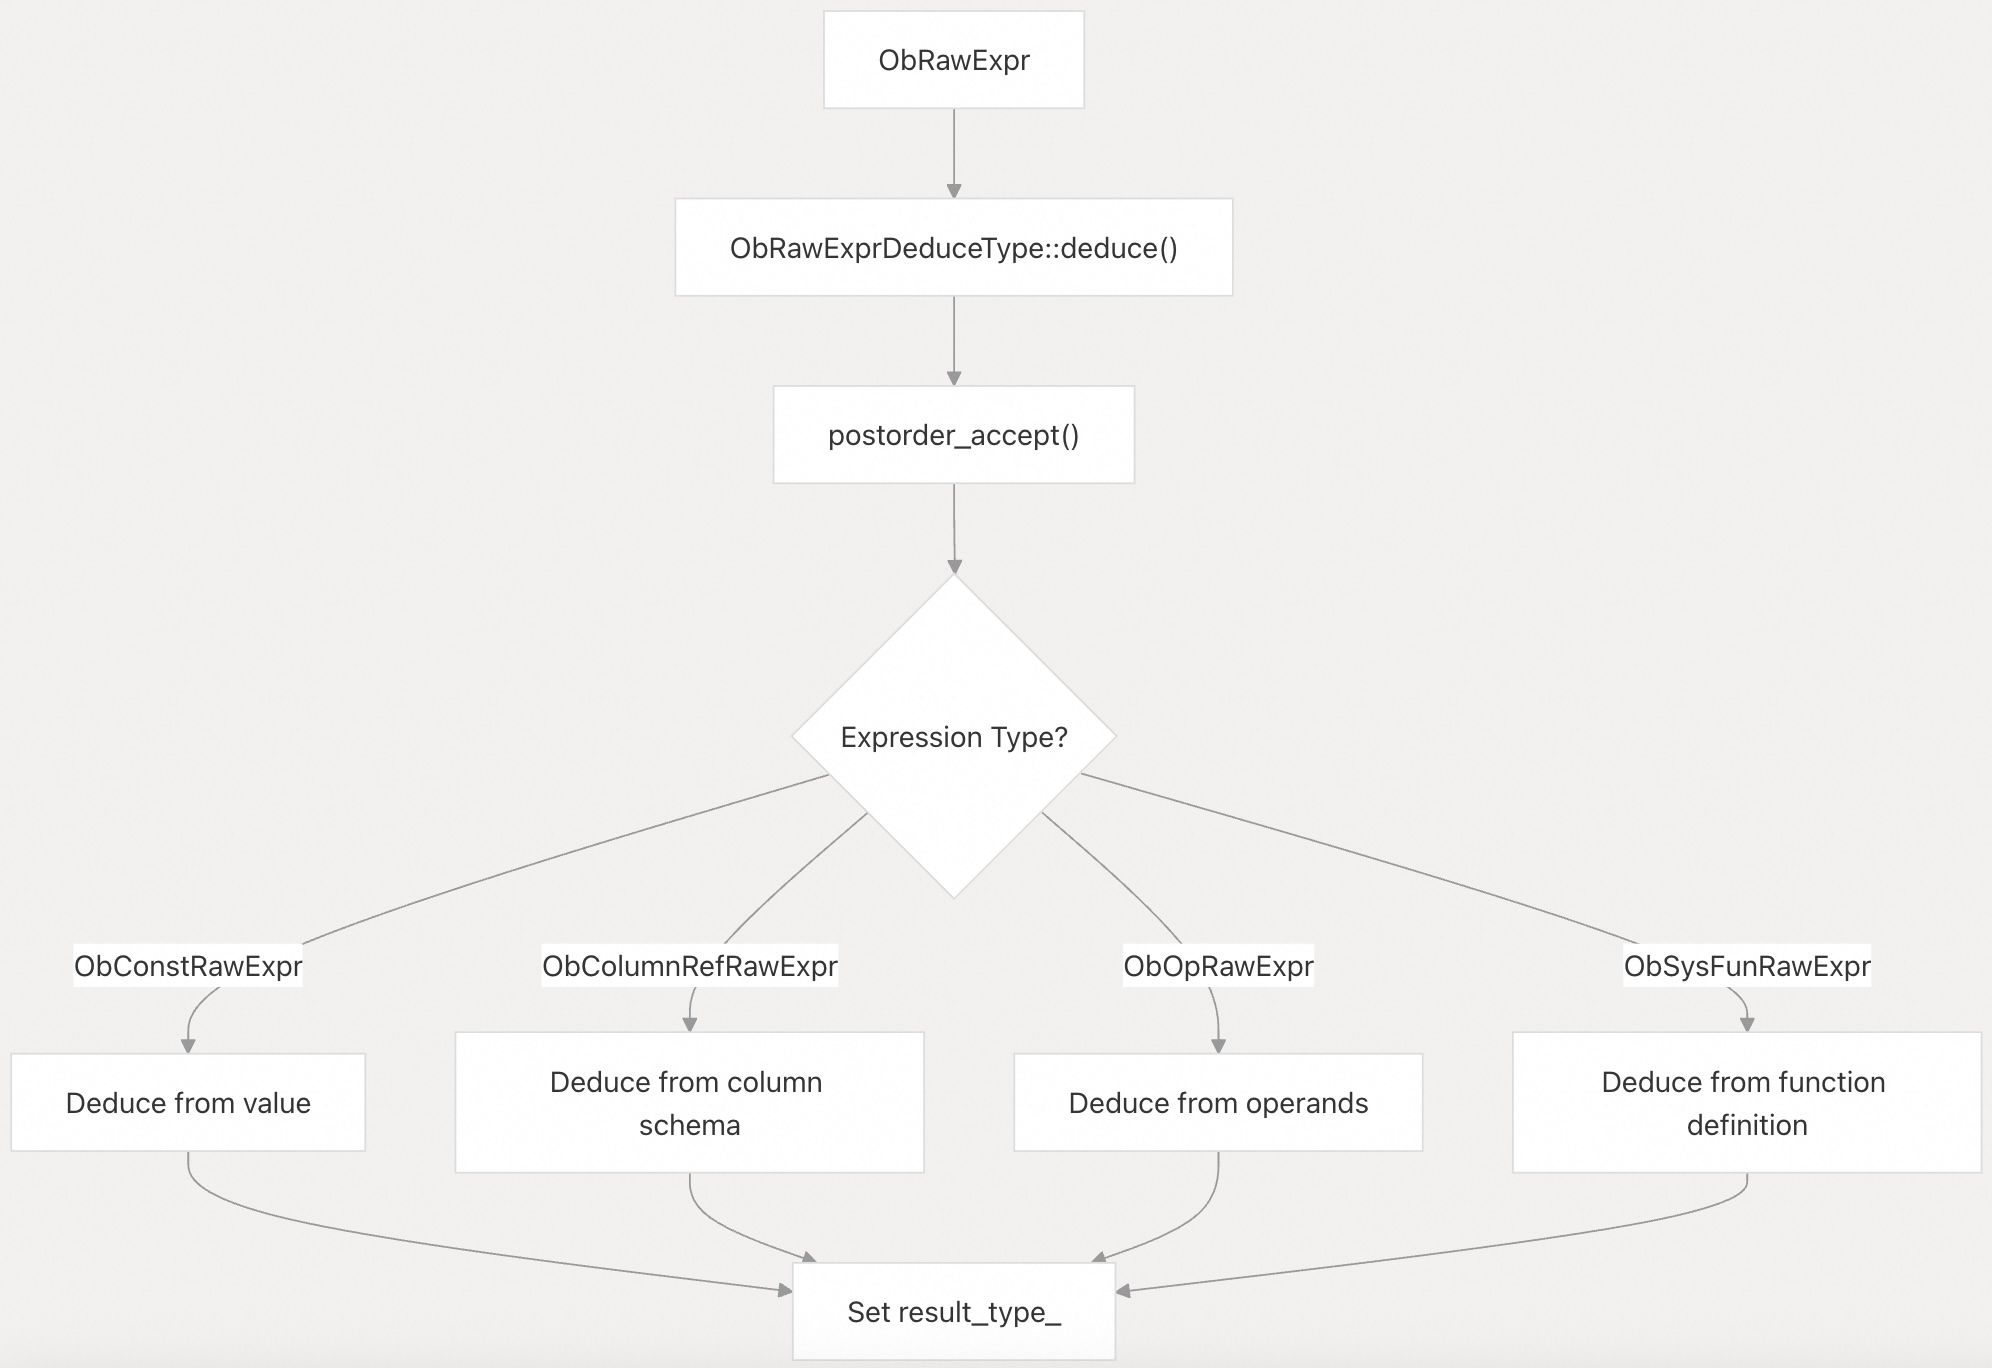 ObRawExpr
ObRawExprDeduceType::deduce()
postorder_accept()
Expression Type?
ObConstRawExpr
ObColumnRefRawExpr
ObOpRawExpr
ObSysFunRawExpr
Deduce from value
Deduce from column
schema
Deduce from operands
Deduce from function
definition
Set result_type_